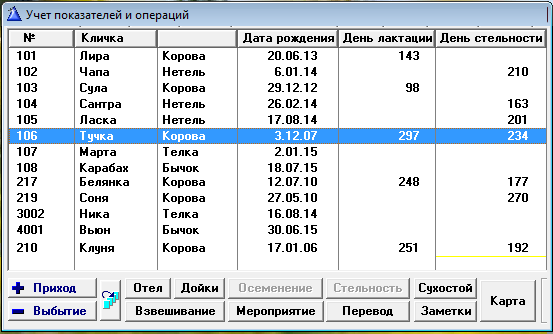 Учет показателей и операций
№ Кличка Дата рождения День лактации День стельности
101 Лира Корова 20.06.13 143
102 Чапа Нетель 6.01.14 210
103 Сула Корова 29.12.12 98
104 Сантра Нетель 26.02.14 163
105 Ласка Нетель 17.08.14 201
106 Тучка Корова 3.12.07 297 234
107 Марта Телка 2.01.15
108 Карабах Бычок 18.07.15
217 Белянка Корова 12.07.10 248 177
219 Соня Корова 27.05.10 270
3002 Ника Телка 16.08.14
4001 Вьюн Бычок 30.06.15
210 Клуня Корова 17.01.06 251 192
Приход Отел Дойки Осеменение Стельность Сухостой Карта
Выбытие Взвешивание Мероприятие Перевод Заметки